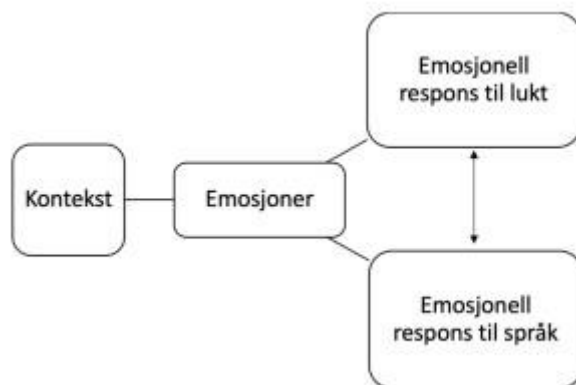 Emosjonell
respons til lukt
Kontekst
Emosjoner
Emosjonell
respons til språk